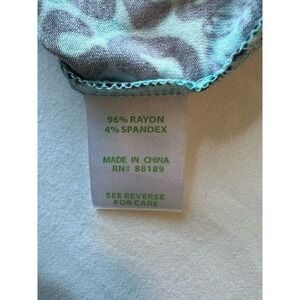 96% RAYON
4% SPANDEX
MADE IN CHINA
RN# 88189
SEE REVERSE
FOR CARE